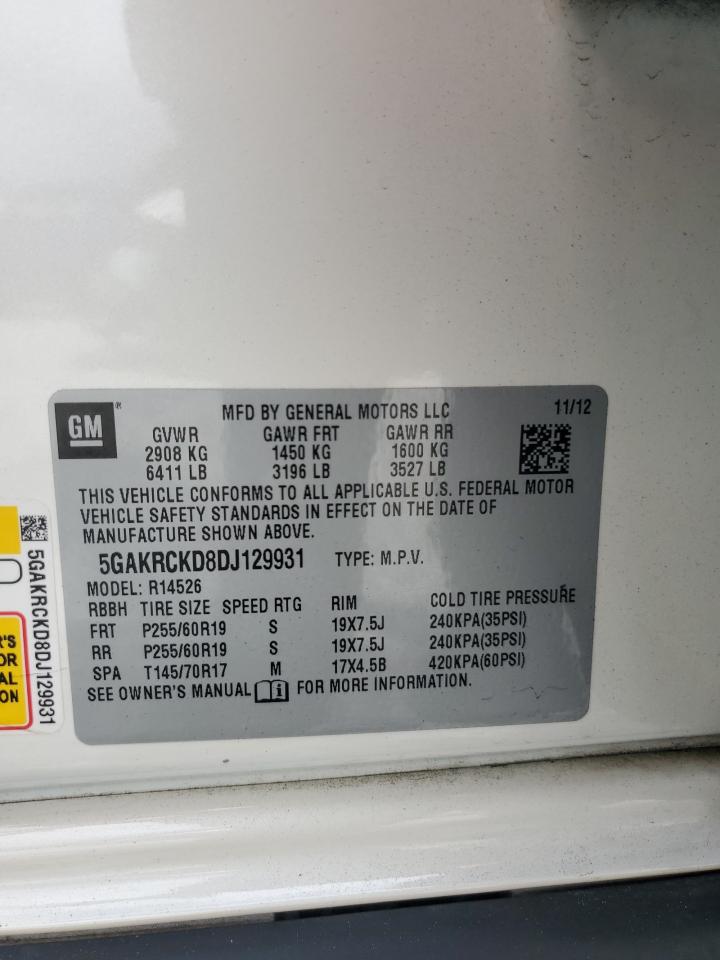 GM ®
MFD BY GENERAL MOTORS LLC 11/12
GVWR GAWR FRT GAWR RR
2908 KG 1450 KG 1600 KG
6411 LB 3196 LB 3527 LB
THIS VEHICLE CONFORMS TO ALL APPLICABLE U.S. FEDERAL MOTOR
VEHICLE SAFETY STANDARDS IN EFFECT ON THE DATE OF
MANUFACTURE SHOWN ABOVE.
5GAKRCKD8DJ129931 TYPE: M.P.V.
MODEL: R14526
RBBH TIRE SIZE SPEED RTG RIM COLD TIRE PRESSURE
FRT P255/60R19 S 19X7.5J 240KPA(35PSI)
RR P255/60R19 S 19X7.5J 240KPA(35PSI)
SPA T145/70R17 M 17X4.5B 420KPA(60PSI)
SEE OWNER'S MANUAL i FOR MORE INFORMATION.
5GAKRCKD8DJ129931
R'S
OR
AL
ON